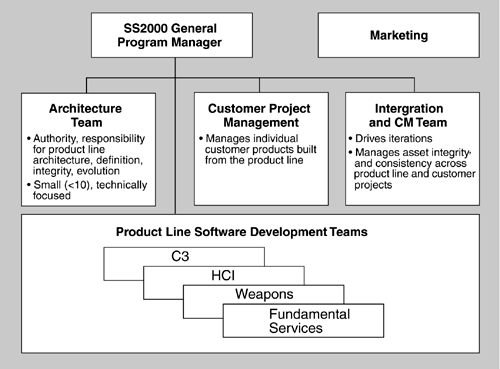 SS2000 General
Program Manager
Marketing
Architecture
Team
• Authority, responsibility
for product line
architecture, definition,
integrity, evolution
• Small (<10), technically
focused
Customer Project
Management
• Manages individual
customer products built
from the product line
Intergration
and CM Team
• Drives iterations
• Manages asset integrity
and consistency across
product line and customer
projects
Product Line Software Development Teams
C3
HCI
Weapons
Fundamental
Services